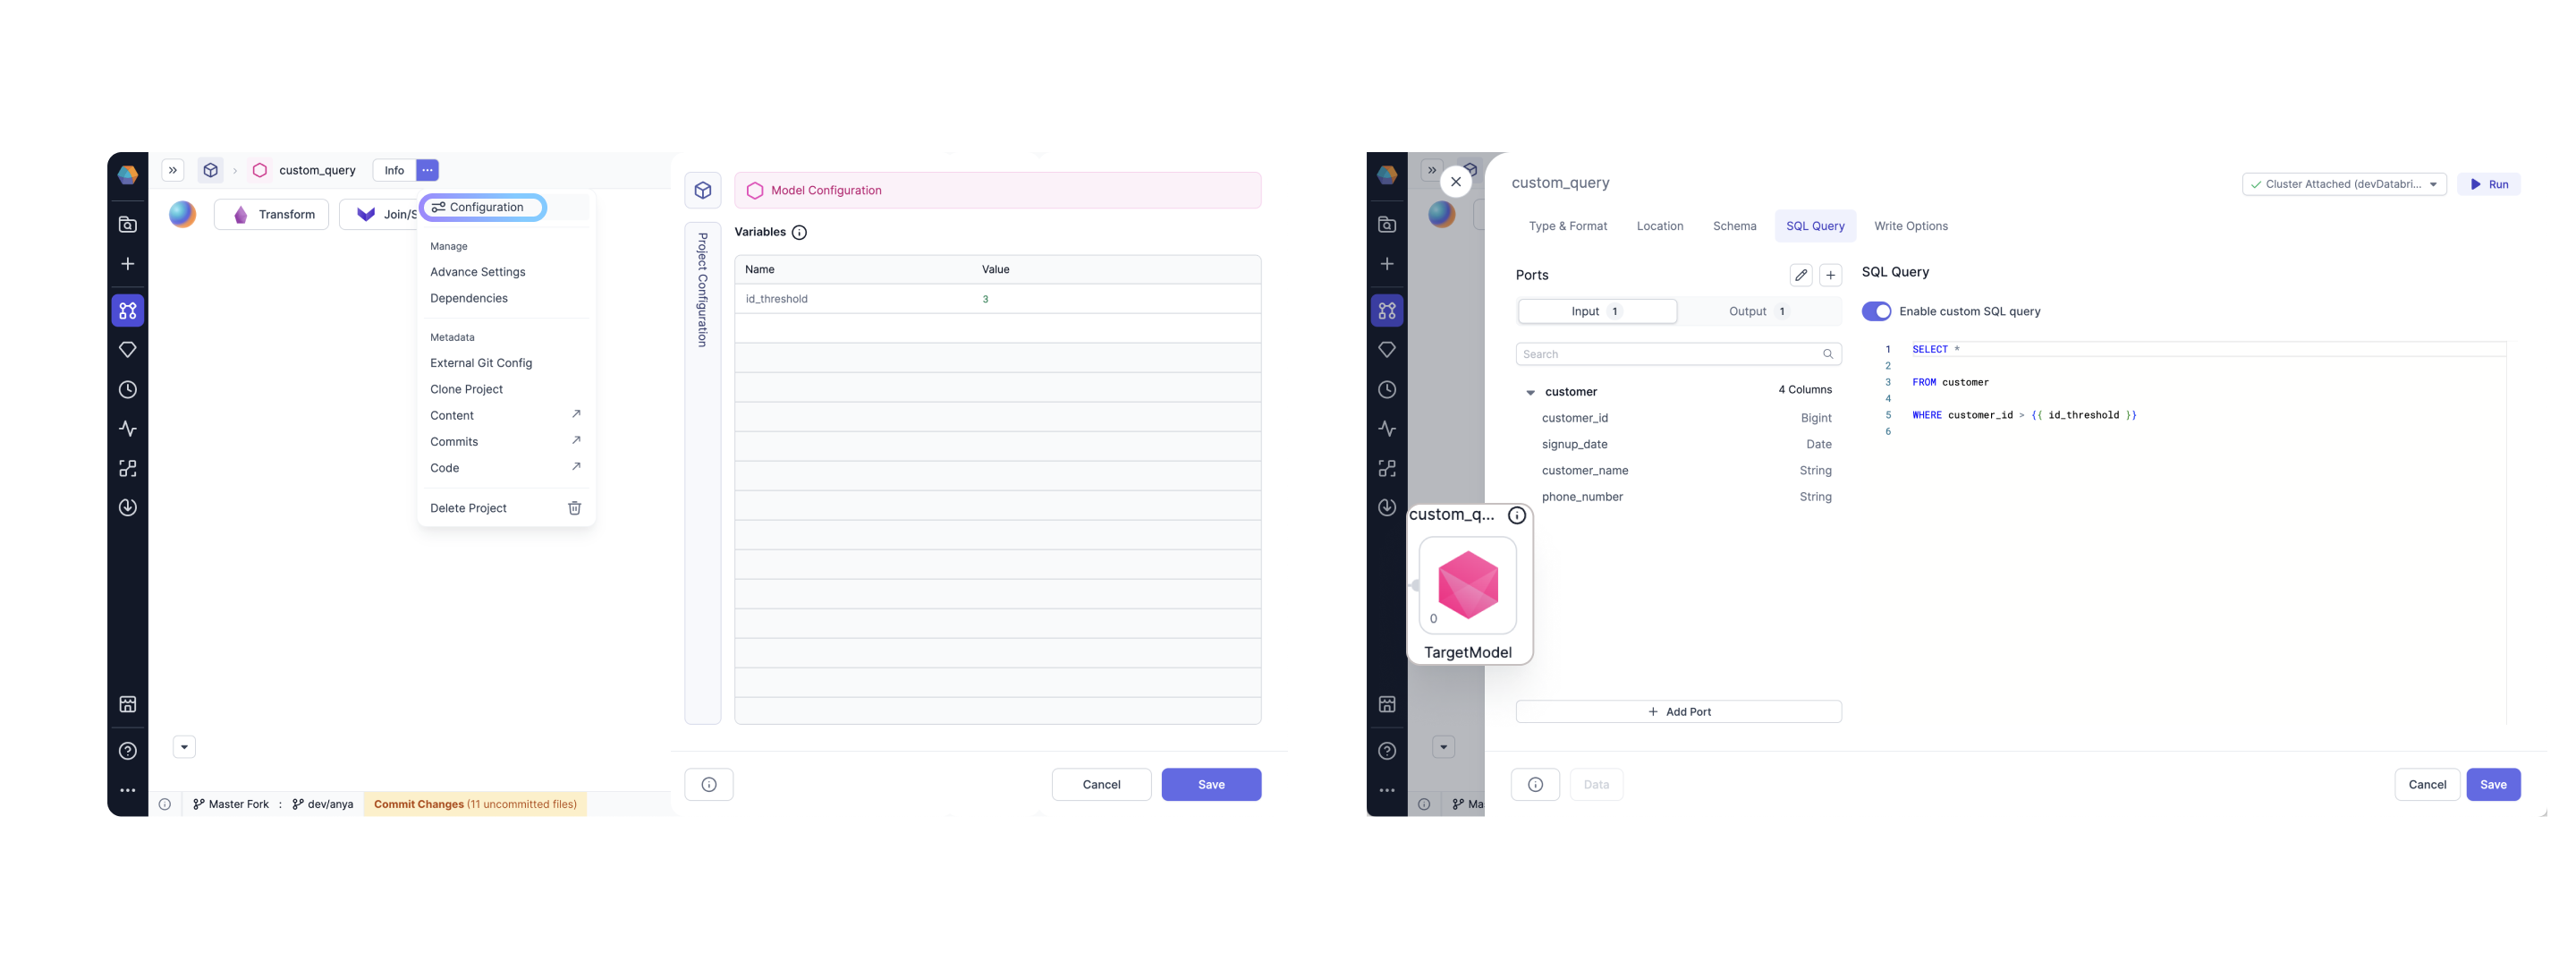 custom_query
Info
Transform
Join/S
Configuration
Manage
Advance Settings
Dependencies
Metadata
External Git Config
Clone Project
Content
Commits
Code
Delete Project
Master Fork : dev/anya
Commit Changes (11 uncommitted files)
Model Configuration
Project Configuration
Variables
Name Value
id_threshold 3
Cancel Save
custom_query
Cluster Attached (devDatabri...
Run
Type & Format Location Schema SQL Query Write Options
Ports
Input 1 Output 1
Search
customer 4 Columns
customer_id Bigint
signup_date Date
customer_name String
phone_number String
Add Port
SQL Query
Enable custom SQL query
1 SELECT *
2
3 FROM customer
4
5 WHERE customer_id > {{ id_threshold }}
6
custom_q...
0
TargetModel
Ma
Data
Cancel Save